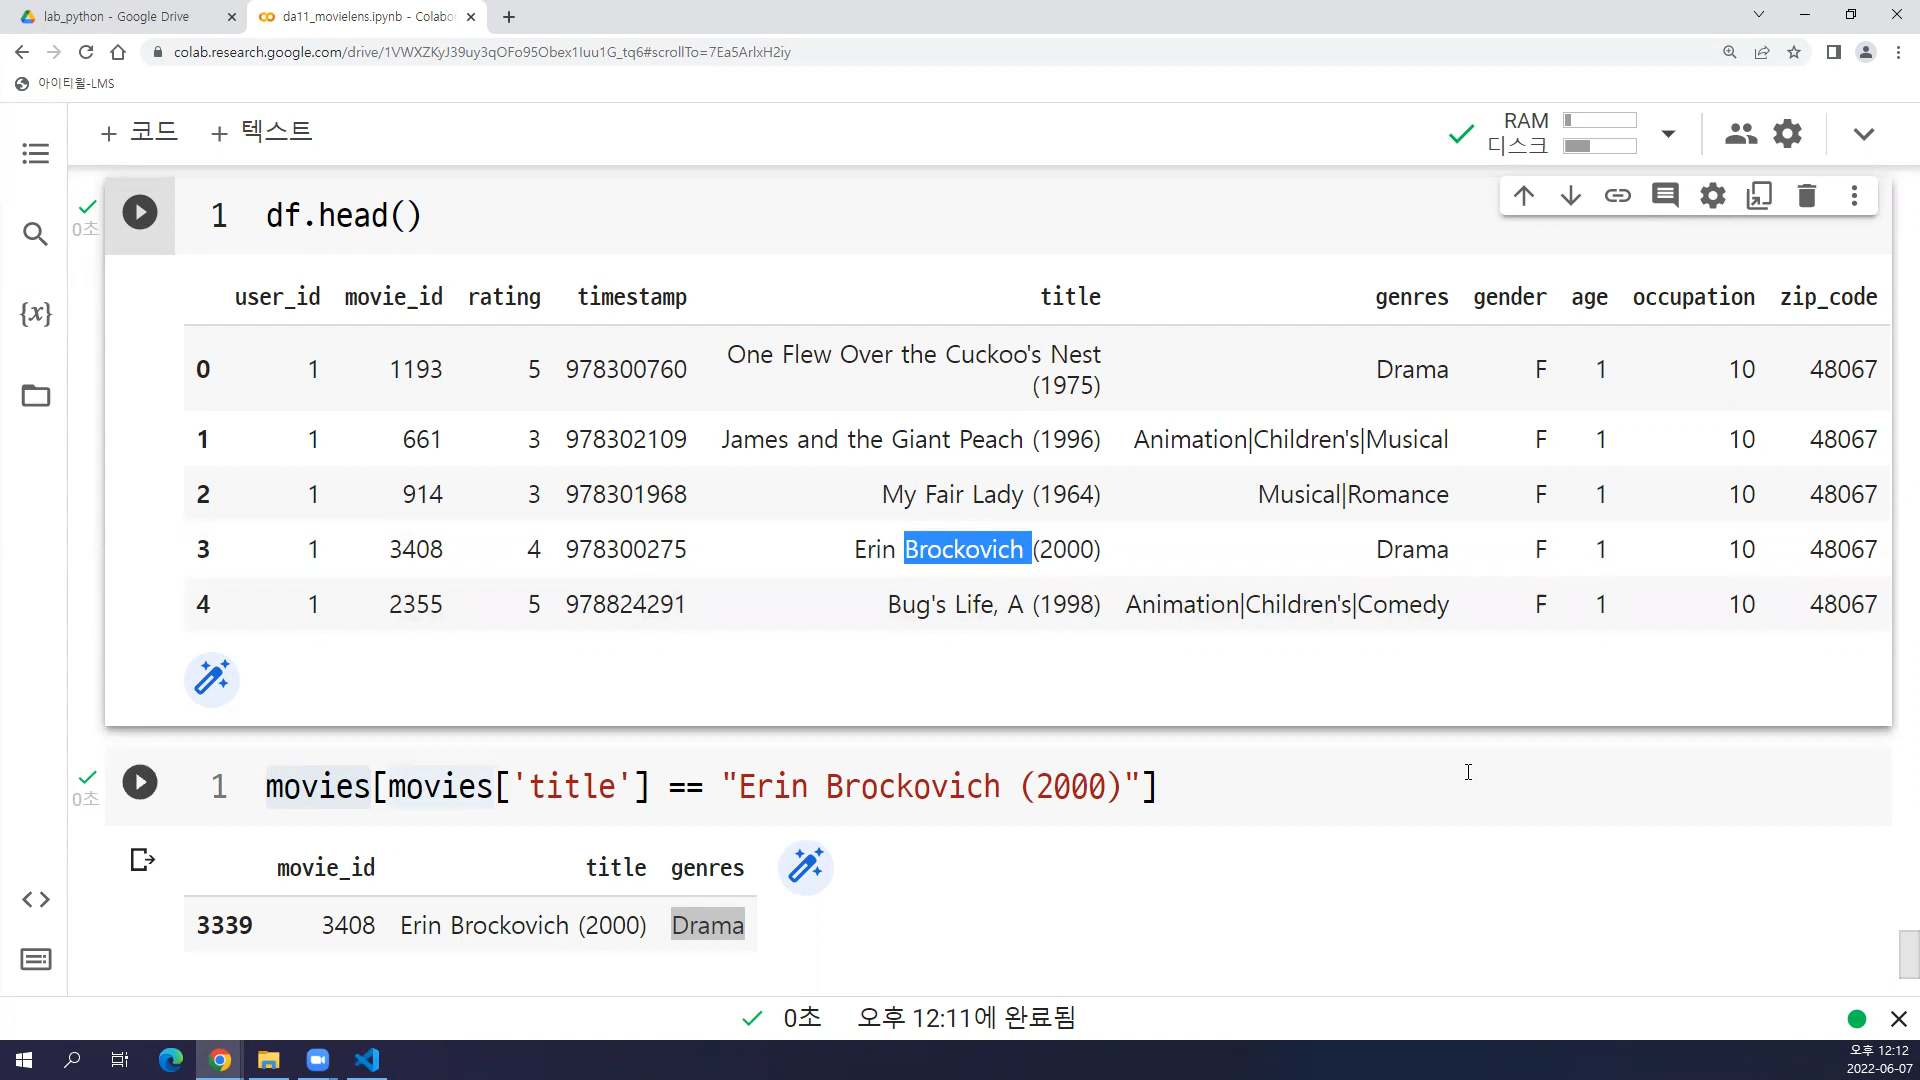 lab_python - Google Drive
da11_movielens.ipynb - Colabo
colab.research.google.com/drive/1VWXZKyJ39uy3qOFo95Obex1Iuu1G_tq6#scrollTo=7Ea5ArlxH2iy
아이티윌-LMS
+ 코드 + 텍스트
RAM
디스크
0초
1 df.head()
user_id movie_id rating timestamp title genres gender age occupation zip_code
0 1 1193 5 978300760 One Flew Over the Cuckoo's Nest (1975) Drama F 1 10 48067
1 1 661 3 978302109 James and the Giant Peach (1996) Animation|Children's|Musical F 1 10 48067
2 1 914 3 978301968 My Fair Lady (1964) Musical|Romance F 1 10 48067
3 1 3408 4 978300275 Erin Brockovich (2000) Drama F 1 10 48067
4 1 2355 5 978824291 Bug's Life, A (1998) Animation|Children's|Comedy F 1 10 48067
0초
1 movies[movies['title'] == "Erin Brockovich (2000)"]
movie_id title genres
3339 3408 Erin Brockovich (2000) Drama
0초 오후 12:11에 완료됨
오후 12:12
2022-06-07